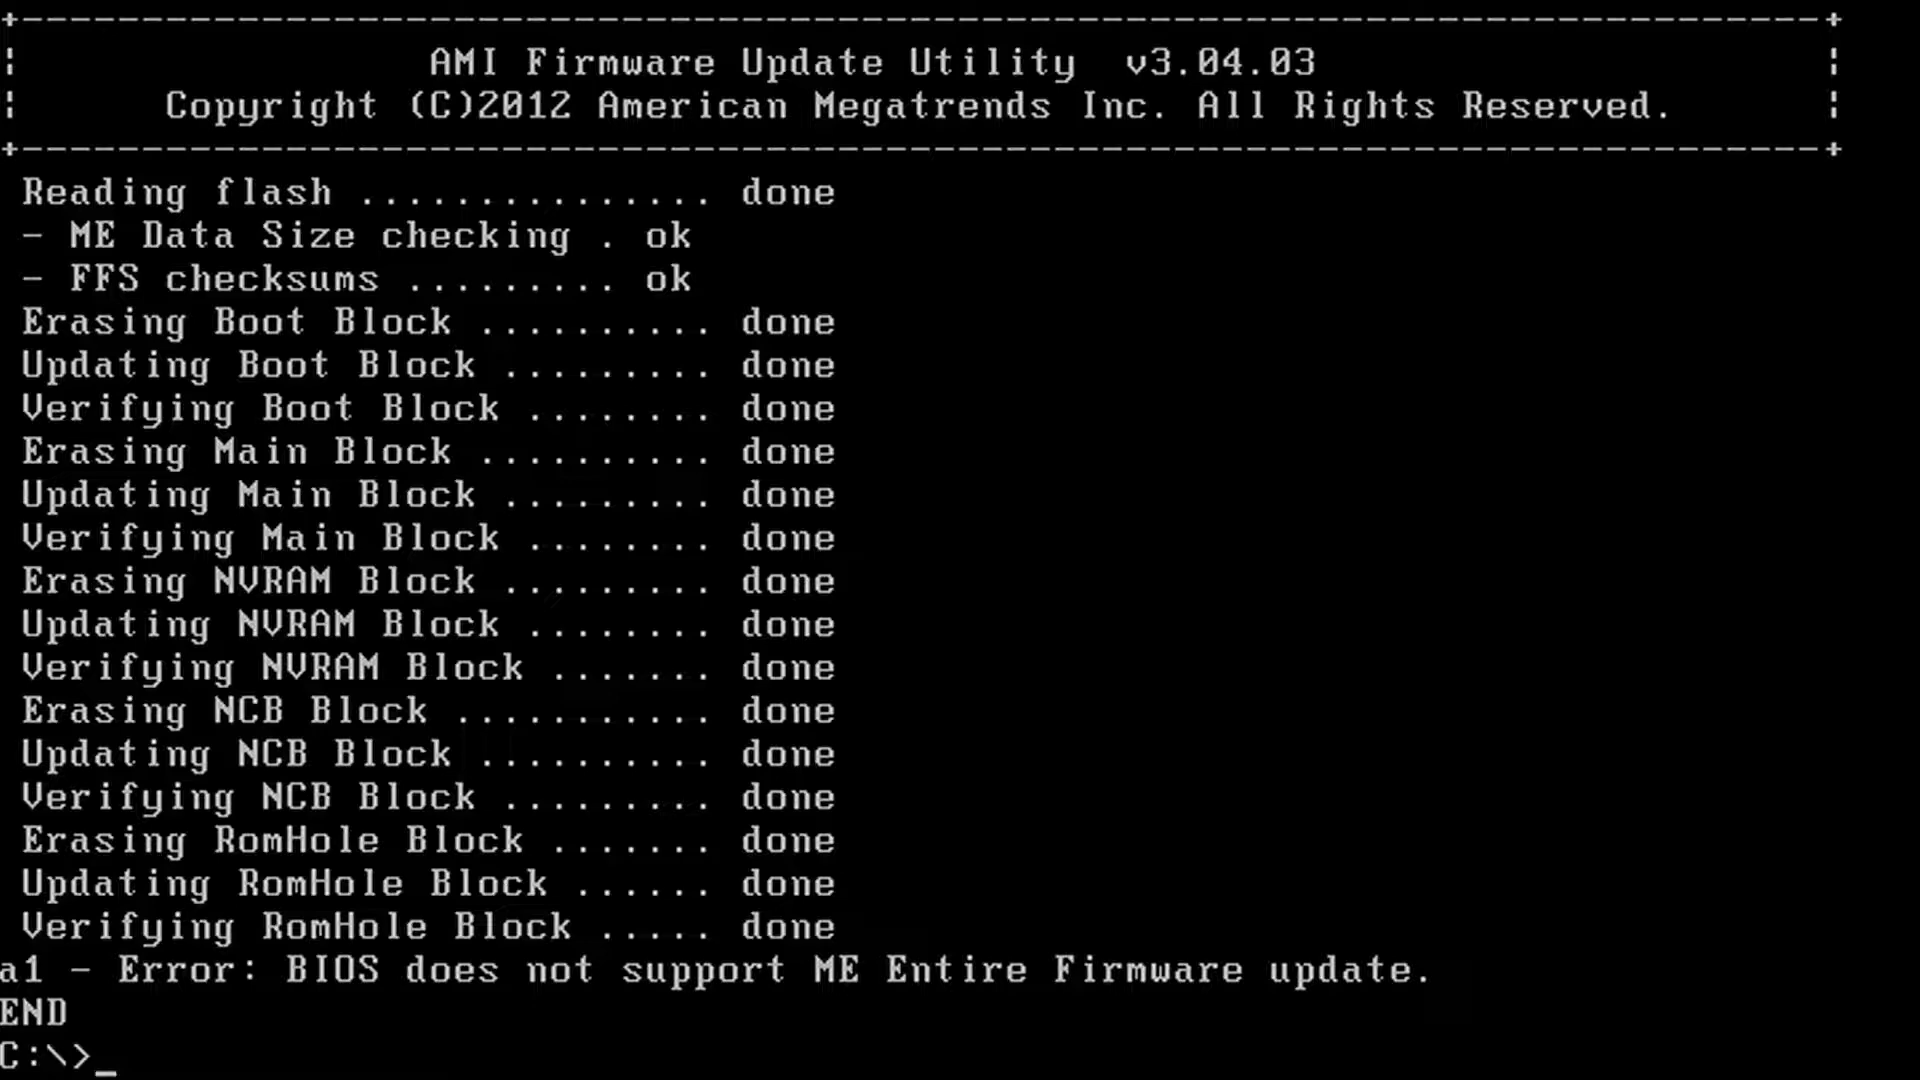 +---------------------------------------------------------------------------+
¦ AMI Firmware Update Utility v3.04.03 ¦
¦ Copyright (C)2012 American Megatrends Inc. All Rights Reserved. ¦
+---------------------------------------------------------------------------+
Reading flash ............... done
- ME Data Size checking . ok
- FFS checksums ......... ok
Erasing Boot Block .......... done
Updating Boot Block ......... done
Verifying Boot Block ........ done
Erasing Main Block .......... done
Updating Main Block ......... done
Verifying Main Block ........ done
Erasing NVRAM Block ......... done
Updating NVRAM Block ........ done
Verifying NVRAM Block ....... done
Erasing NCB Block ........... done
Updating NCB Block .......... done
Verifying NCB Block ......... done
Erasing RomHole Block ....... done
Updating RomHole Block ...... done
Verifying RomHole Block ..... done
a1 - Error: BIOS does not support ME Entire Firmware update.
END
C:\>_